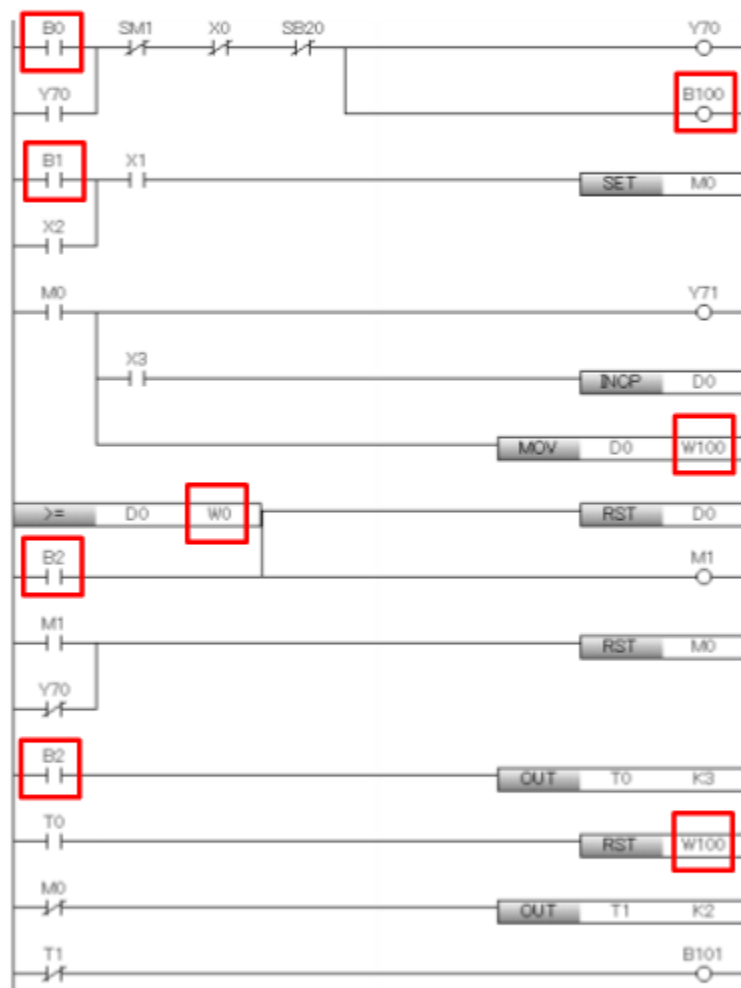 B0 SM1 X0 SB20 Y70
Y70 B100
B1 X1
SET M0
X2
M0 Y71
X3
INCP D0
MOV D0 W100
>= D0 W0 RST D0
B2 M1
M1
RST M0
Y70
B2
OUT T0 K3
T0
RST W100
M0
OUT T1 K2
T1 B101